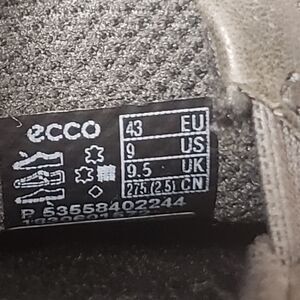 ecco
43 EU
9 US
9.5 UK
275 (2.5) CN
P 53558402244